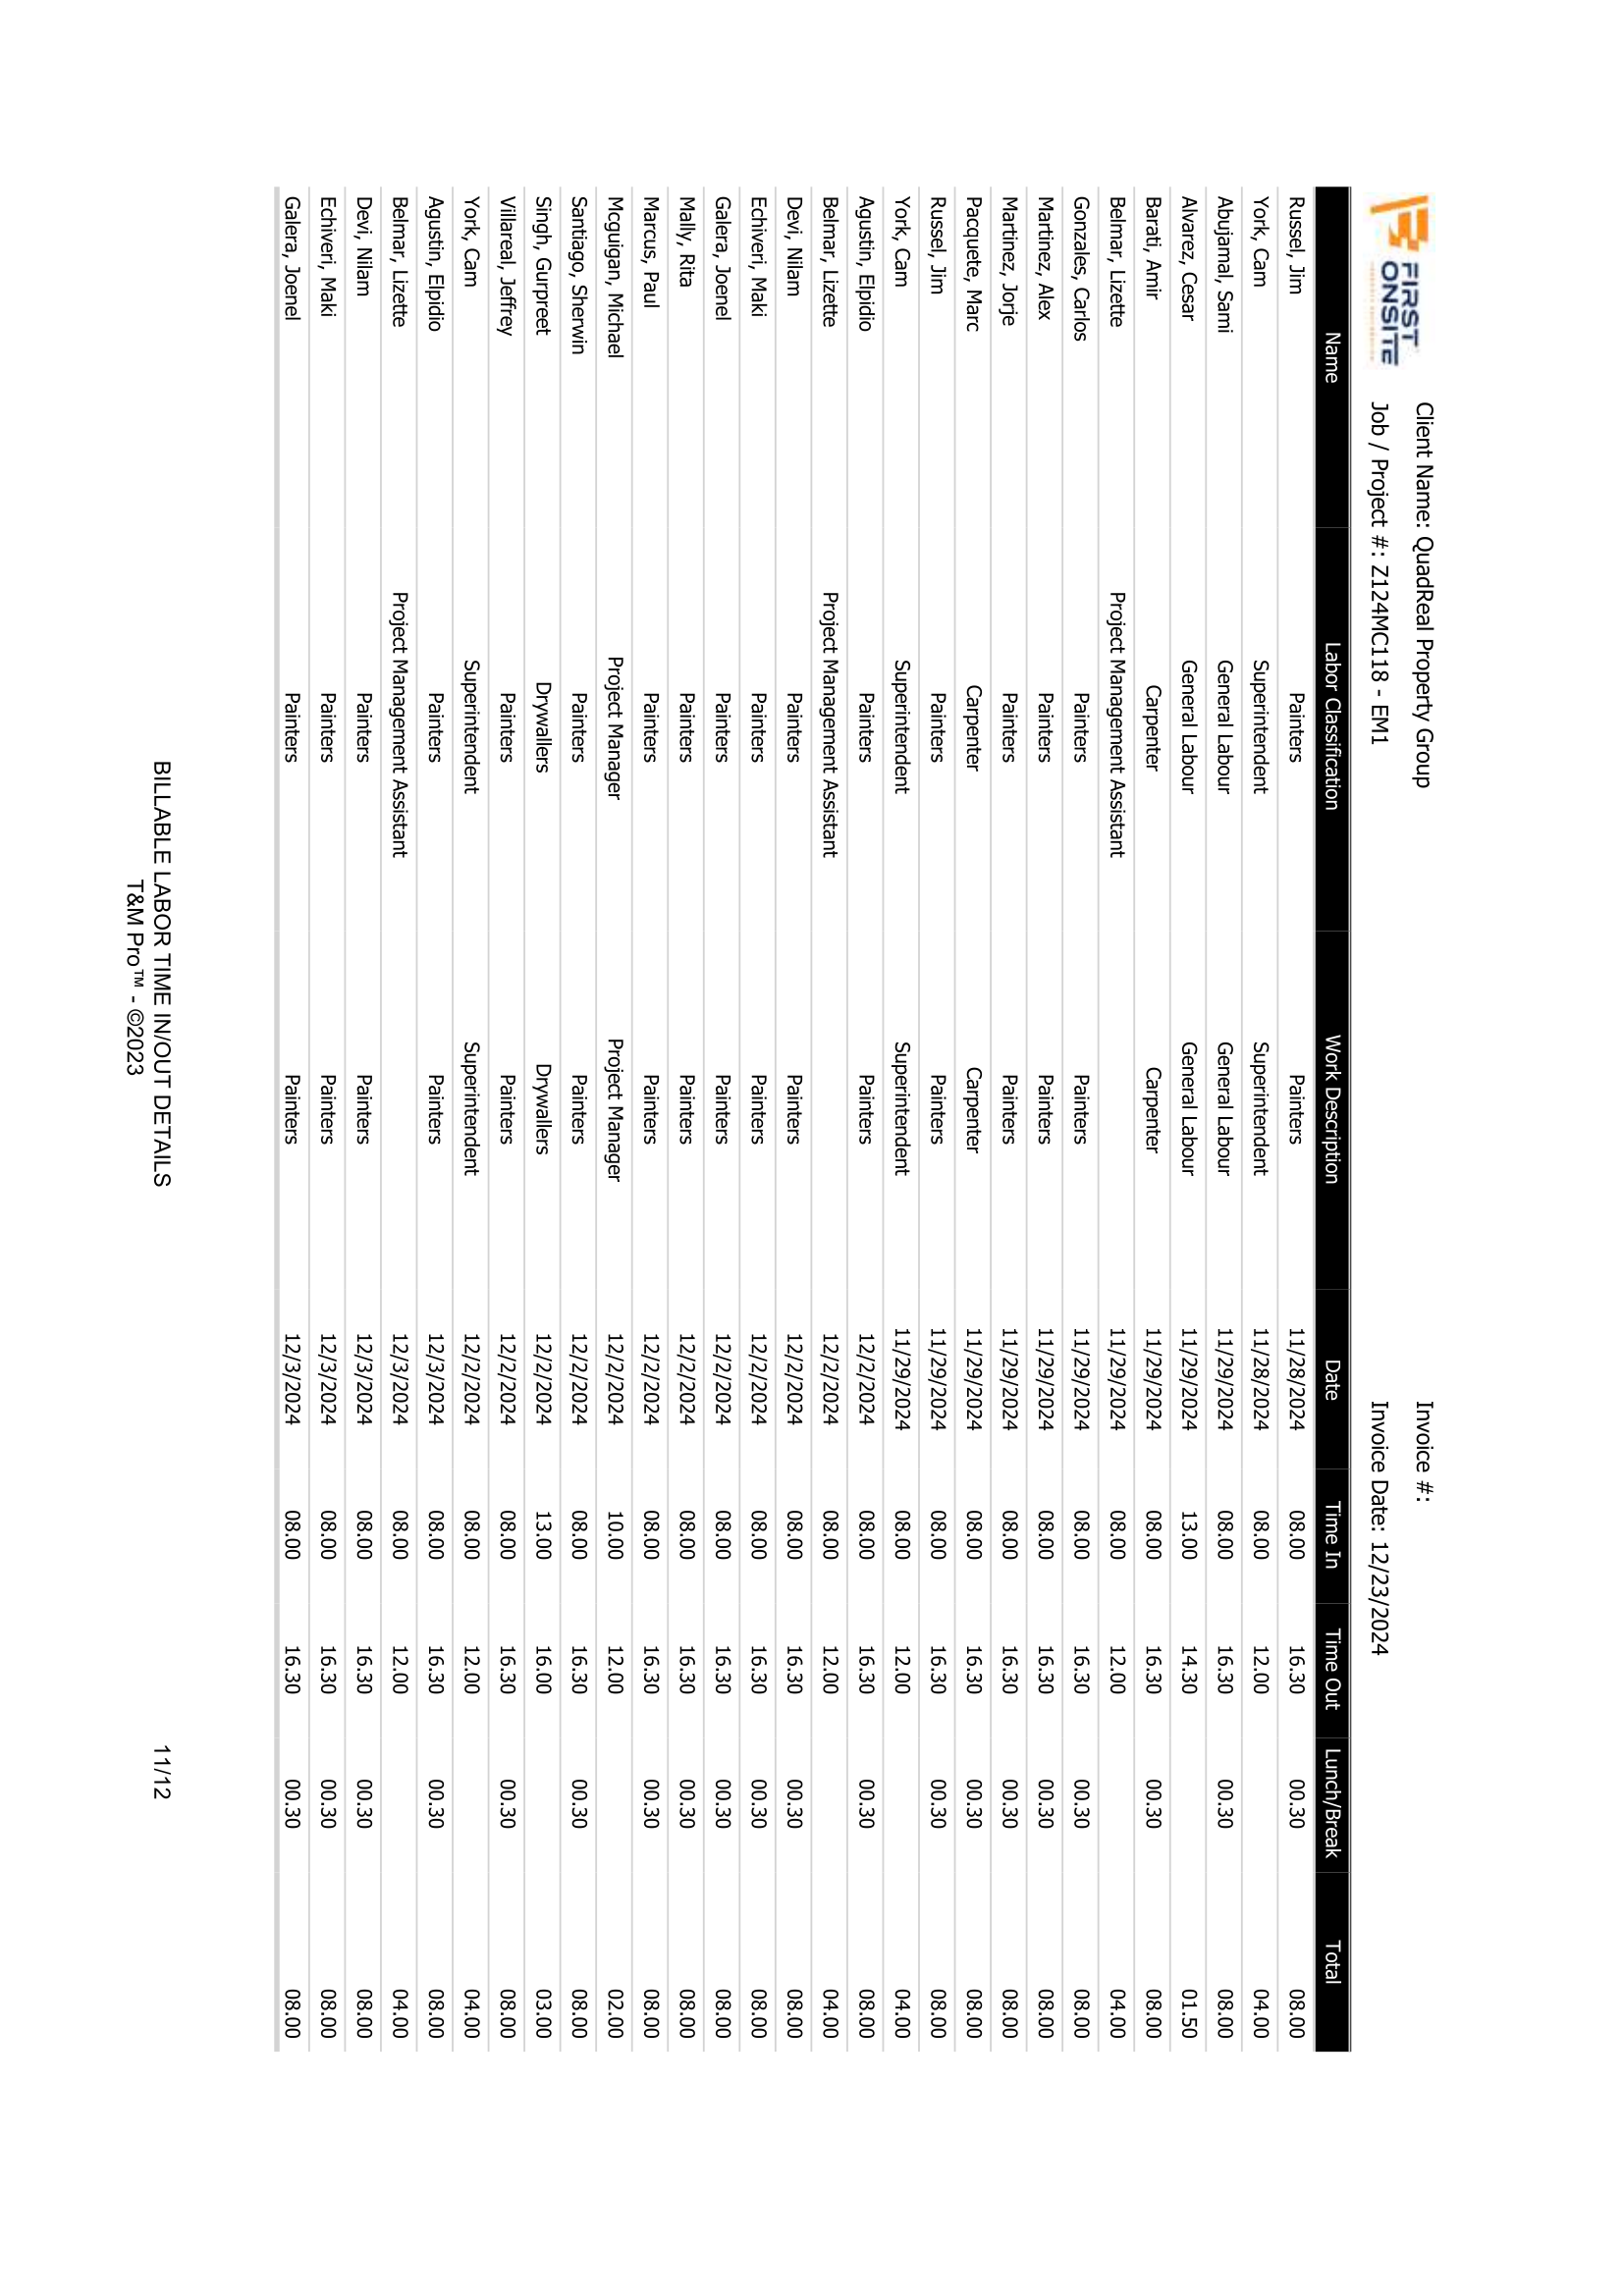 FIRST
ONSITE
Client Name: QuadReal Property Group
Invoice #:
Job / Project #: Z124MC118 - EM1
Invoice Date: 12/23/2024
Name Labor Classification Work Description Date Time In Time Out Lunch/Break Total
Russel, Jim Painters Painters 11/28/2024 08.00 16.30 00.30 08.00
York, Cam Superintendent Superintendent 11/28/2024 08.00 12.00 04.00
Abujamal, Sami General Labour General Labour 11/29/2024 08.00 16.30 00.30 08.00
Alvarez, Cesar General Labour General Labour 11/29/2024 13.00 14.30 01.50
Barati, Amir Carpenter Carpenter 11/29/2024 08.00 16.30 00.30 08.00
Belmar, Lizette Project Management Assistant 11/29/2024 08.00 12.00 04.00
Gonzales, Carlos Painters Painters 11/29/2024 08.00 16.30 00.30 08.00
Martinez, Alex Painters Painters 11/29/2024 08.00 16.30 00.30 08.00
Martinez, Jorje Painters Painters 11/29/2024 08.00 16.30 00.30 08.00
Pacquete, Marc Carpenter Carpenter 11/29/2024 08.00 16.30 00.30 08.00
Russel, Jim Painters Painters 11/29/2024 08.00 16.30 00.30 08.00
York, Cam Superintendent Superintendent 11/29/2024 08.00 12.00 04.00
Agustin, Elpidio Painters Painters 12/2/2024 08.00 16.30 00.30 08.00
Belmar, Lizette Project Management Assistant 12/2/2024 08.00 12.00 04.00
Devi, Nilam Painters Painters 12/2/2024 08.00 16.30 00.30 08.00
Echiveri, Maki Painters Painters 12/2/2024 08.00 16.30 00.30 08.00
Galera, Joenel Painters Painters 12/2/2024 08.00 16.30 00.30 08.00
Mally, Rita Painters Painters 12/2/2024 08.00 16.30 00.30 08.00
Marcus, Paul Painters Painters 12/2/2024 08.00 16.30 00.30 08.00
Mcguigan, Michael Project Manager Project Manager 12/2/2024 10.00 12.00 02.00
Santiago, Sherwin Painters Painters 12/2/2024 08.00 16.30 00.30 08.00
Singh, Gurpreet Drywallers Drywallers 12/2/2024 13.00 16.00 03.00
Villareal, Jeffrey Painters Painters 12/2/2024 08.00 16.30 00.30 08.00
York, Cam Superintendent Superintendent 12/2/2024 08.00 12.00 04.00
Agustin, Elpidio Painters Painters 12/3/2024 08.00 16.30 00.30 08.00
Belmar, Lizette Project Management Assistant 12/3/2024 08.00 12.00 04.00
Devi, Nilam Painters Painters 12/3/2024 08.00 16.30 00.30 08.00
Echiveri, Maki Painters Painters 12/3/2024 08.00 16.30 00.30 08.00
Galera, Joenel Painters Painters 12/3/2024 08.00 16.30 00.30 08.00
BILLABLE LABOR TIME IN/OUT DETAILS 11/12
T&M Pro™ - ©2023